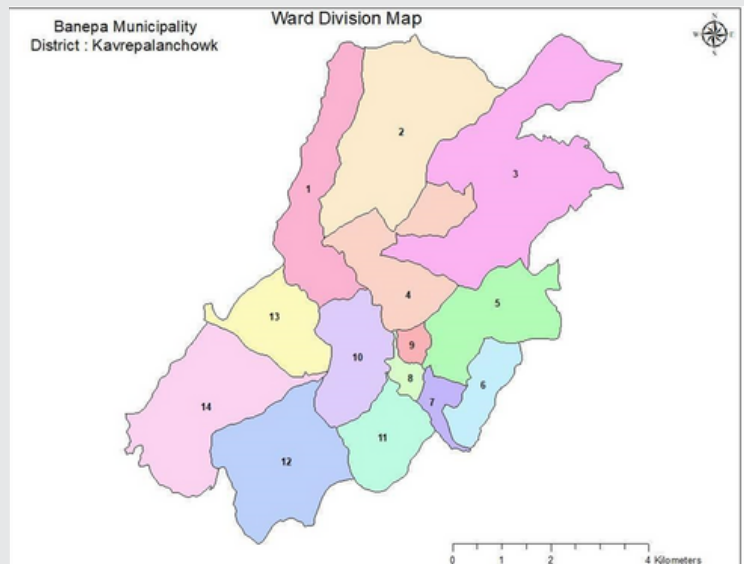 Ward Division Map
Banepa Municipality
District : Kavrepalanchowk
N
W E
S
2
3
1
4
5
13
9
10
8
6
7
14
11
12
0 1 2 4 Kilometers